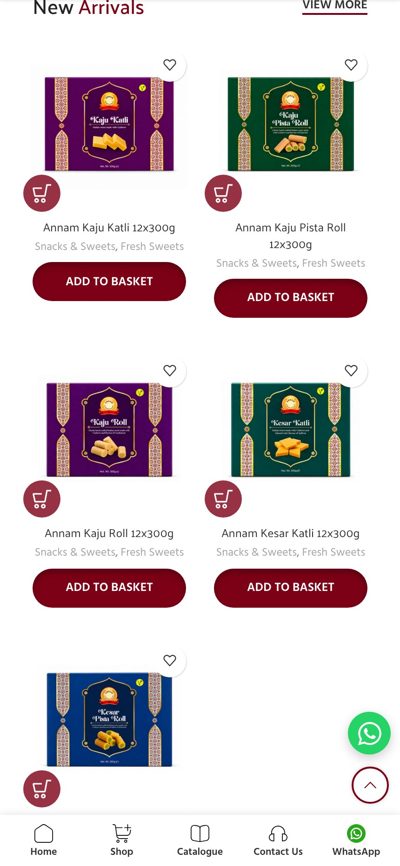 New Arrivals
VIEW MORE
Kaju Katli
Kaju
Pista Roll
Annam Kaju Katli 12x300g
Snacks & Sweets, Fresh Sweets
ADD TO BASKET
Annam Kaju Pista Roll
12x300g
Snacks & Sweets, Fresh Sweets
ADD TO BASKET
Kaju Roll
Kesar Katli
Annam Kaju Roll 12x300g
Snacks & Sweets, Fresh Sweets
ADD TO BASKET
Annam Kesar Katli 12x300g
Snacks & Sweets, Fresh Sweets
ADD TO BASKET
Kesar
Pista Roll
Home
Shop
Catalogue
Contact Us
WhatsApp